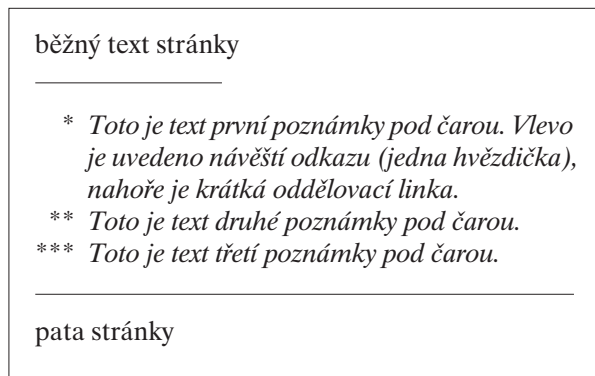 běžný text stránky
* Toto je text první poznámky pod čarou. Vlevo
je uvedeno návěští odkazu (jedna hvězdička),
nahoře je krátká oddělovací linka.
** Toto je text druhé poznámky pod čarou.
*** Toto je text třetí poznámky pod čarou.
pata stránky